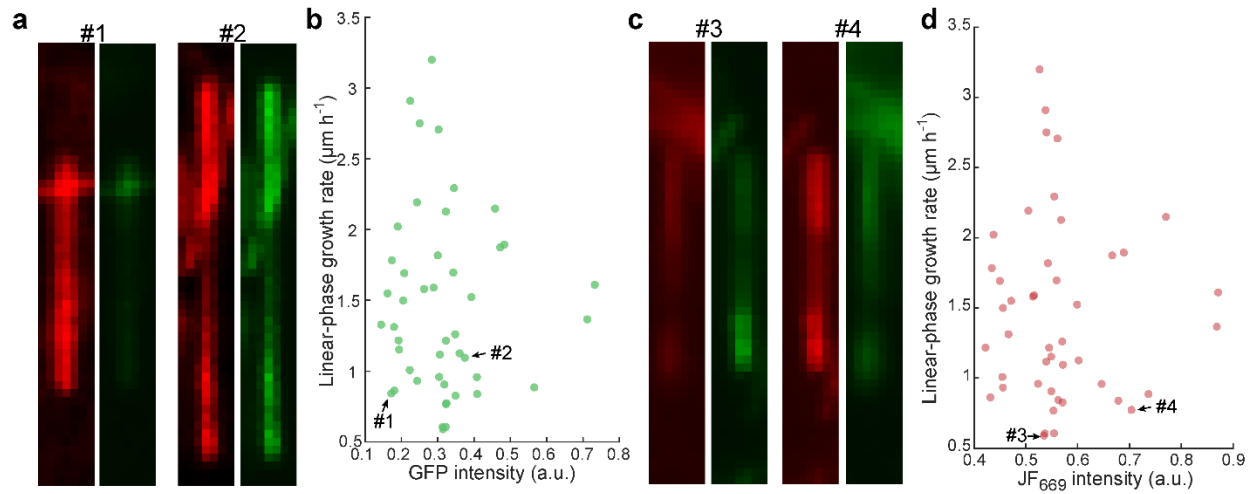 a
#1
#2
b
Linear-phase growth rate (µm h⁻¹)
3.5
3
2.5
2
1.5
1
0.5
#2
#1
0.1 0.2 0.3 0.4 0.5 0.6 0.7 0.8
GFP intensity (a.u.)
c
#3
#4
d
Linear-phase growth rate (µm h⁻¹)
3.5
3
2.5
2
1.5
1
0.5
#4
#3
0.4 0.5 0.6 0.7 0.8 0.9
JF₆₆₉ intensity (a.u.)